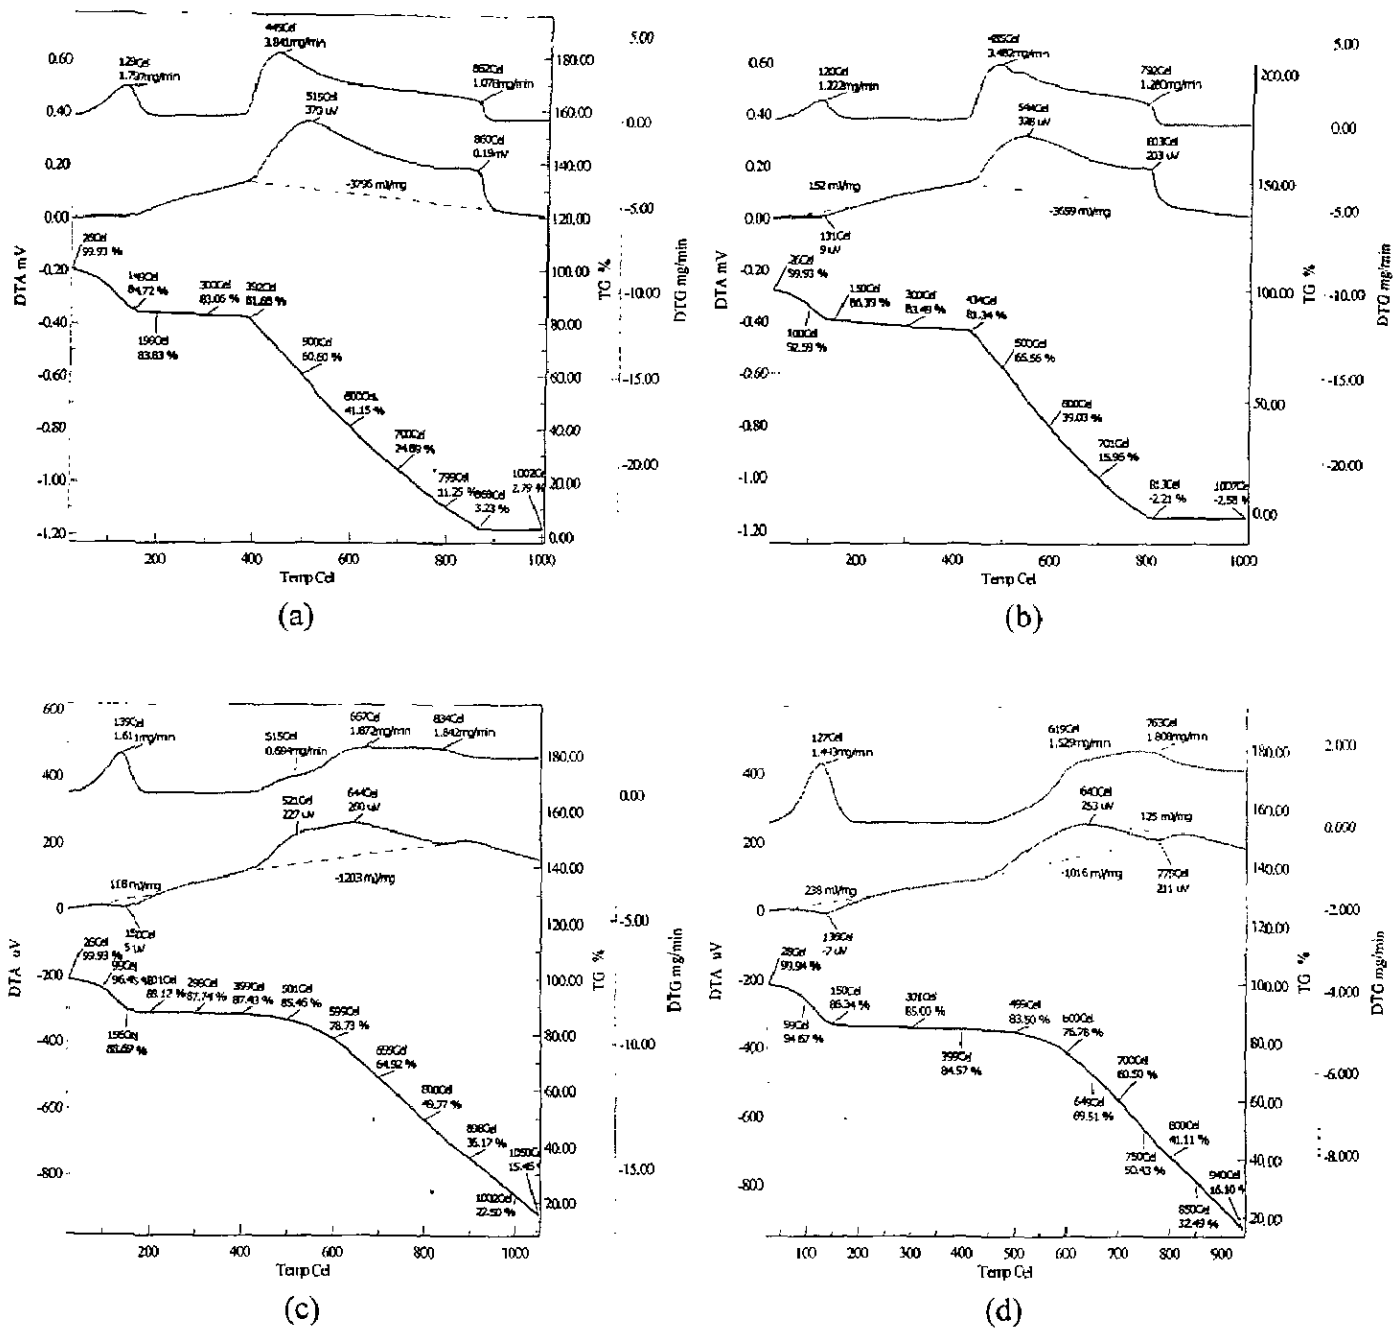 449Cel
3.841mg/min
129Cel
1.797mg/min
862Cel
1.078mg/min
515Cel
379 uV
860Cel
0.19mV
-3796 mJ/mg
26Cel
99.93 %
149Cel
84.72 %
300Cel
83.06 %
392Cel
81.68 %
199Cel
83.83 %
500Cel
60.60 %
600Cel
41.15 %
700Cel
24.89 %
799Cel
11.25 %
868Cel
3.23 %
1002Cel
2.79 %
0.60
0.40
0.20
0.00
-0.20
-0.40
-0.60
-0.80
-1.00
-1.20
DTA mV
180.00
160.00
140.00
120.00
100.00
80.00
60.00
40.00
20.00
0.00
TG %
5.00
0.00
-5.00
-10.00
-15.00
-20.00
DTG mg/min
200
400
600
800
1000
Temp Cel
(a)
485Cel
3.482mg/min
120Cel
1.222mg/min
792Cel
1.280mg/min
544Cel
803Cel
203 uV
152 mJ/mg
-3659 mJ/mg
131Cel
9 uV
26Cel
99.93 %
150Cel
86.39 %
300Cel
83.49 %
434Cel
81.34 %
100Cel
92.59 %
500Cel
65.56 %
600Cel
39.03 %
701Cel
15.95 %
813Cel
-2.21 %
-2.58 %
0.60
0.40
0.20
0.00
-0.20
-0.40
-0.60
-0.80
-1.00
-1.20
DTA mV
200.00
150.00
100.00
50.00
0.00
TG %
5.00
0.00
-5.00
-10.00
-15.00
-20.00
DTG mg/min
200
400
600
800
1000
Temp Cel
(b)
139Cel
1.611mg/min
515Cel
0.694mg/min
667Cel
1.872mg/min
834Cel
1.842mg/min
521Cel
227 uV
644Cel
260 uV
118 mJ/mg
-1203 mJ/mg
5 uV
26Cel
99.93 %
99Cel
96.45 %
201Cel
88.12 %
298Cel
87.74 %
399Cel
87.43 %
501Cel
85.46 %
599Cel
78.73 %
699Cel
64.92 %
800Cel
49.77 %
898Cel
36.17 %
1050Cel
15.46 %
1002Cel
22.50 %
600
400
200
0
-200
-400
-600
-800
DTA uV
180.00
160.00
140.00
120.00
100.00
80.00
60.00
40.00
20.00
TG %
0.00
-5.00
-10.00
-15.00
DTG mg/min
200
400
600
800
1000
Temp Cel
(c)
127Cel
619Cel
1.529mg/min
763Cel
1.808mg/min
640Cel
263 uV
125 mJ/mg
238 mJ/mg
-1016 mJ/mg
775Cel
211 uV
136Cel
-7 uV
28Cel
99.94 %
150Cel
86.34 %
301Cel
85.00 %
499Cel
83.50 %
600Cel
76.78 %
99Cel
94.67 %
399Cel
84.57 %
700Cel
60.50 %
649Cel
69.51 %
800Cel
41.11 %
750Cel
50.43 %
940Cel
16.10 %
850Cel
32.49 %
400
200
0
-200
-400
-600
-800
DTA uV
180.00
160.00
140.00
120.00
100.00
80.00
60.00
40.00
20.00
TG %
2.000
0.000
-2.000
-4.000
-6.000
-8.000
DTG mg/min
100
200
300
400
500
600
700
800
900
Temp Cel
(d)